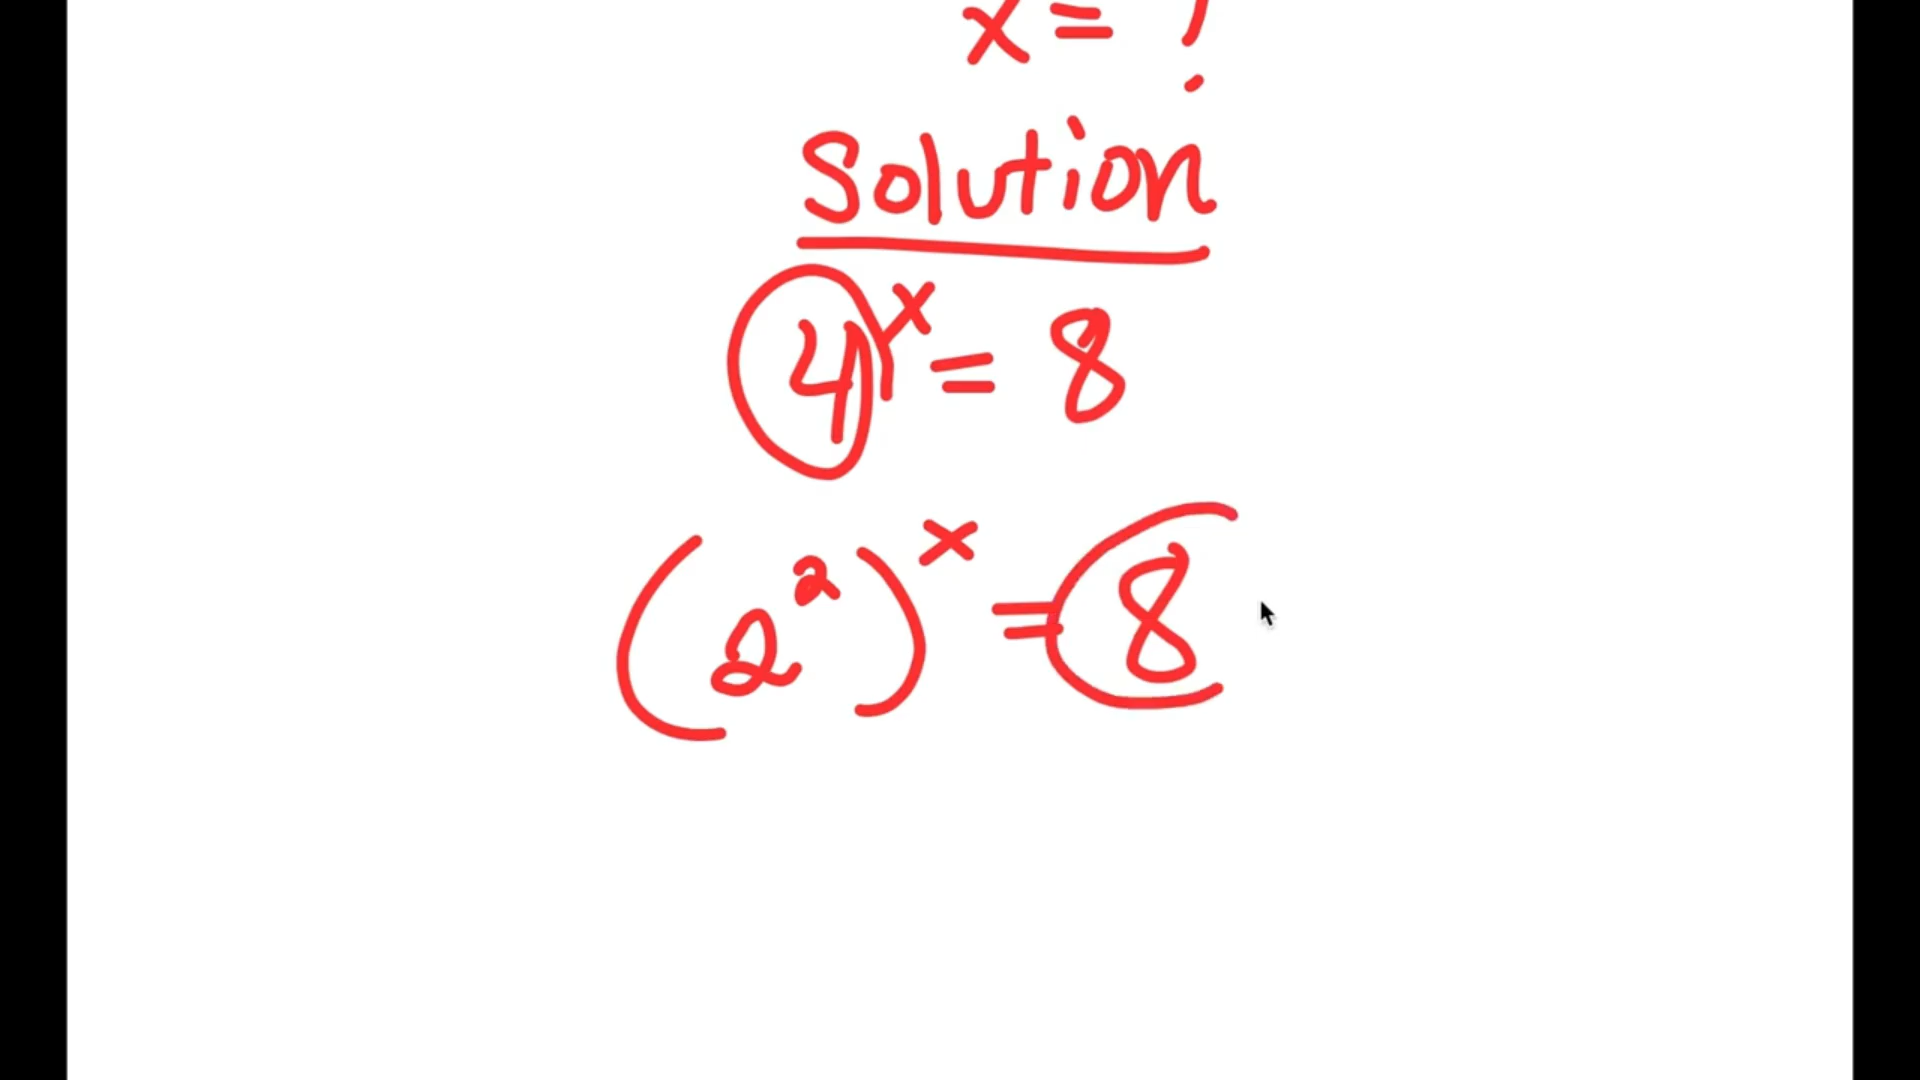 x = ?
Solution
4^x = 8
(2^2)^x = 8